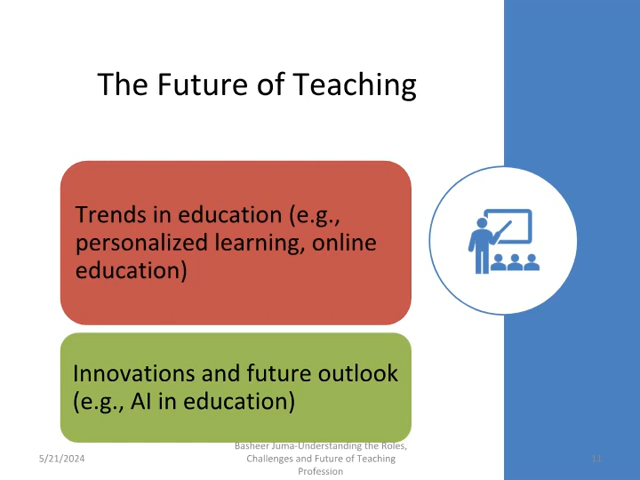 The Future of Teaching
Trends in education (e.g.,
personalized learning, online
education)
Innovations and future outlook
(e.g., AI in education)
5/21/2024
Basheer Juma-Understanding the Roles,
Challenges and Future of Teaching
Profession
11